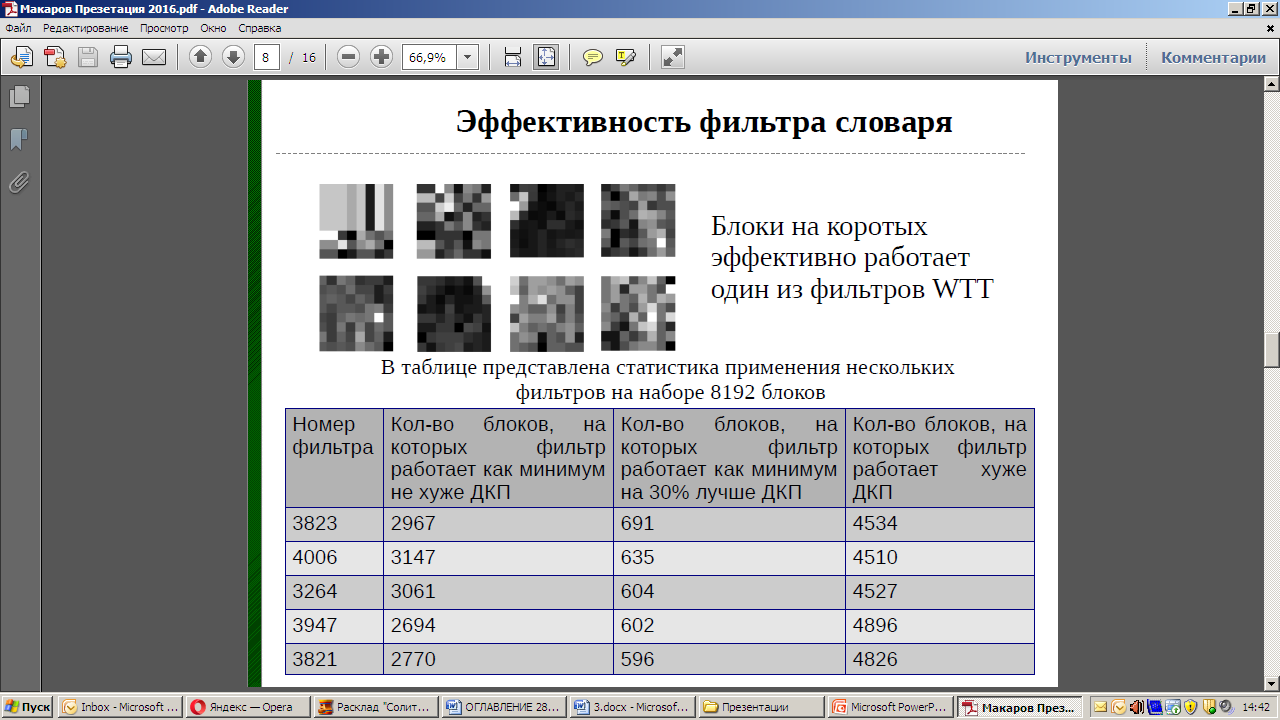 Макаров Презетация 2016.pdf - Adobe Reader
Файл Редактирование Просмотр Окно Справка
8 / 16 66,9% Инструменты Комментарии
Эффективность фильтра словаря
Блоки на коротых
эффективно работает
один из фильтров WTT
В таблице представлена статистика применения нескольких
фильтров на наборе 8192 блоков
Номер фильтра
Кол-во блоков, на
которых фильтр
работает как минимум
не хуже ДКП
Кол-во блоков, на
которых фильтр
работает как минимум
на 30% лучше ДКП
Кол-во блоков, на
которых фильтр
работает хуже
ДКП
3823 2967 691 4534
4006 3147 635 4510
3264 3061 604 4527
3947 2694 602 4896
3821 2770 596 4826
Пуск Inbox - Microsoft ... Яндекс — Opera Расклад "Солит... ОГЛАВЛЕНИЕ 28... 3.docx - Microsof... Презентации Microsoft PowerP... Макаров През... 14:42